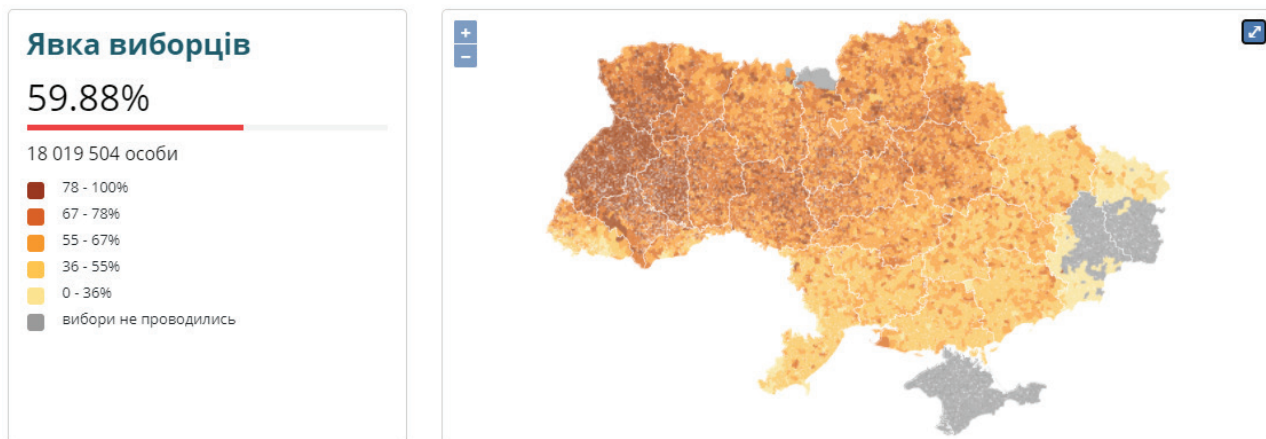 Явка виборців
59.88%
18 019 504 особи
78 - 100%
67 - 78%
55 - 67%
36 - 55%
0 - 36%
вибори не проводились
+
−